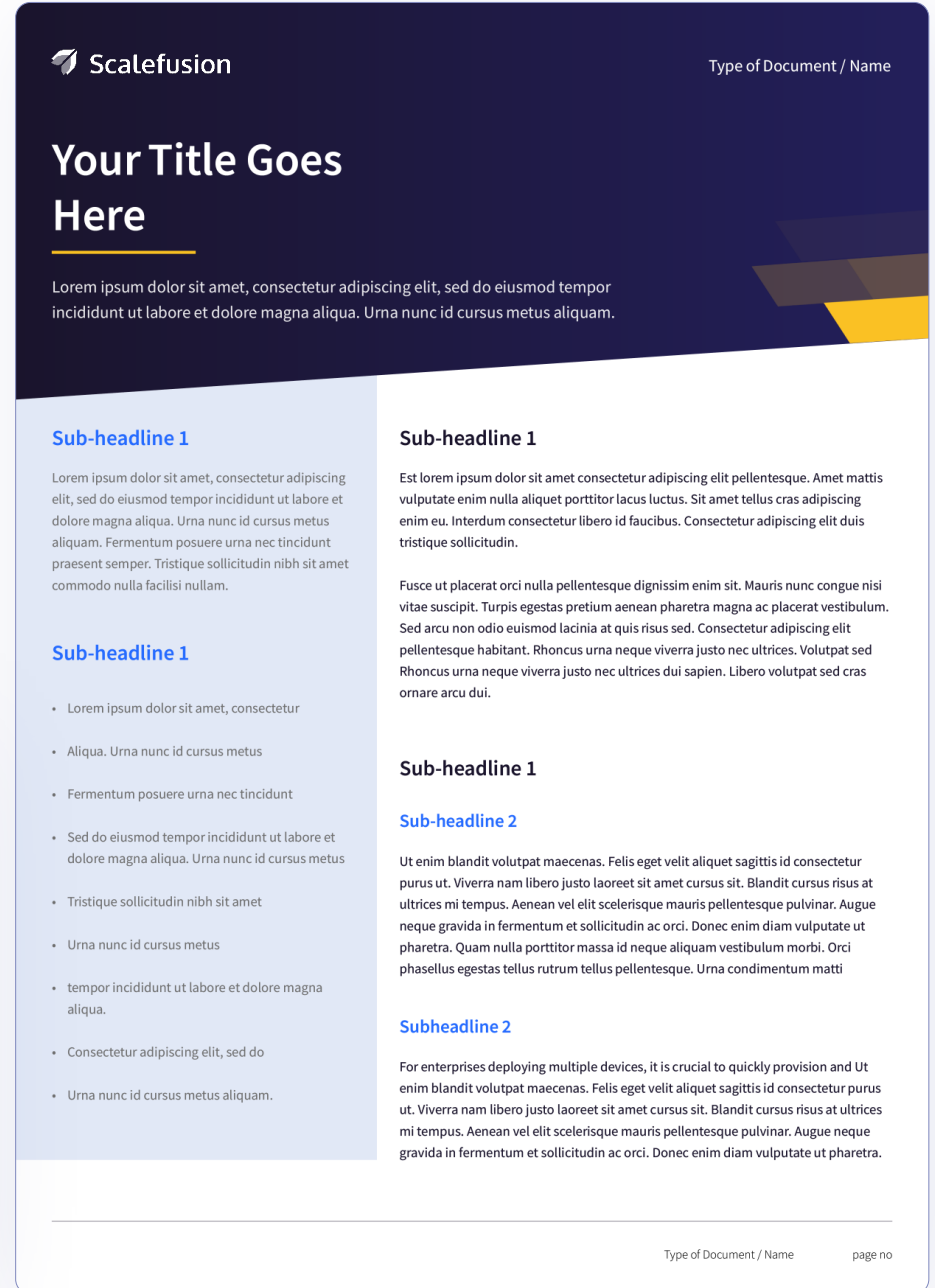 Scalefusion
Type of Document / Name
Your Title Goes
Here
Lorem ipsum dolor sit amet, consectetur adipiscing elit, sed do eiusmod tempor
incididunt ut labore et dolore magna aliqua. Urna nunc id cursus metus aliquam.
Sub-headline 1
Lorem ipsum dolor sit amet, consectetur adipiscing
elit, sed do eiusmod tempor incididunt ut labore et
dolore magna aliqua. Urna nunc id cursus metus
aliquam. Fermentum posuere urna nec tincidunt
praesent semper. Tristique sollicitudin nibh sit amet
commodo nulla facilisi nullam.
Sub-headline 1
• Lorem ipsum dolor sit amet, consectetur
• Aliqua. Urna nunc id cursus metus
• Fermentum posuere urna nec tincidunt
• Sed do eiusmod tempor incididunt ut labore et
dolore magna aliqua. Urna nunc id cursus metus
• Tristique sollicitudin nibh sit amet
• Urna nunc id cursus metus
• tempor incididunt ut labore et dolore magna
aliqua.
• Consectetur adipiscing elit, sed do
• Urna nunc id cursus metus aliquam.
Sub-headline 1
Est lorem ipsum dolor sit amet consectetur adipiscing elit pellentesque. Amet mattis
vulputate enim nulla aliquet porttitor lacus luctus. Sit amet tellus cras adipiscing
enim eu. Interdum consectetur libero id faucibus. Consectetur adipiscing elit duis
tristique sollicitudin.
Fusce ut placerat orci nulla pellentesque dignissim enim sit. Mauris nunc congue nisi
vitae suscipit. Turpis egestas pretium aenean pharetra magna ac placerat vestibulum.
Sed arcu non odio euismod lacinia at quis risus sed. Consectetur adipiscing elit
pellentesque habitant. Rhoncus urna neque viverra justo nec ultrices. Volutpat sed
Rhoncus urna neque viverra justo nec ultrices dui sapien. Libero volutpat sed cras
ornare arcu dui.
Sub-headline 1
Sub-headline 2
Ut enim blandit volutpat maecenas. Felis eget velit aliquet sagittis id consectetur
purus ut. Viverra nam libero justo laoreet sit amet cursus sit. Blandit cursus risus at
ultrices mi tempus. Aenean vel elit scelerisque mauris pellentesque pulvinar. Augue
neque gravida in fermentum et sollicitudin ac orci. Donec enim diam vulputate ut
pharetra. Quam nulla porttitor massa id neque aliquam vestibulum morbi. Orci
phasellus egestas tellus rutrum tellus pellentesque. Urna condimentum matti
Subheadline 2
For enterprises deploying multiple devices, it is crucial to quickly provision and Ut
enim blandit volutpat maecenas. Felis eget velit aliquet sagittis id consectetur purus
ut. Viverra nam libero justo laoreet sit amet cursus sit. Blandit cursus risus at ultrices
mi tempus. Aenean vel elit scelerisque mauris pellentesque pulvinar. Augue neque
gravida in fermentum et sollicitudin ac orci. Donec enim diam vulputate ut pharetra.
Type of Document / Name
page no